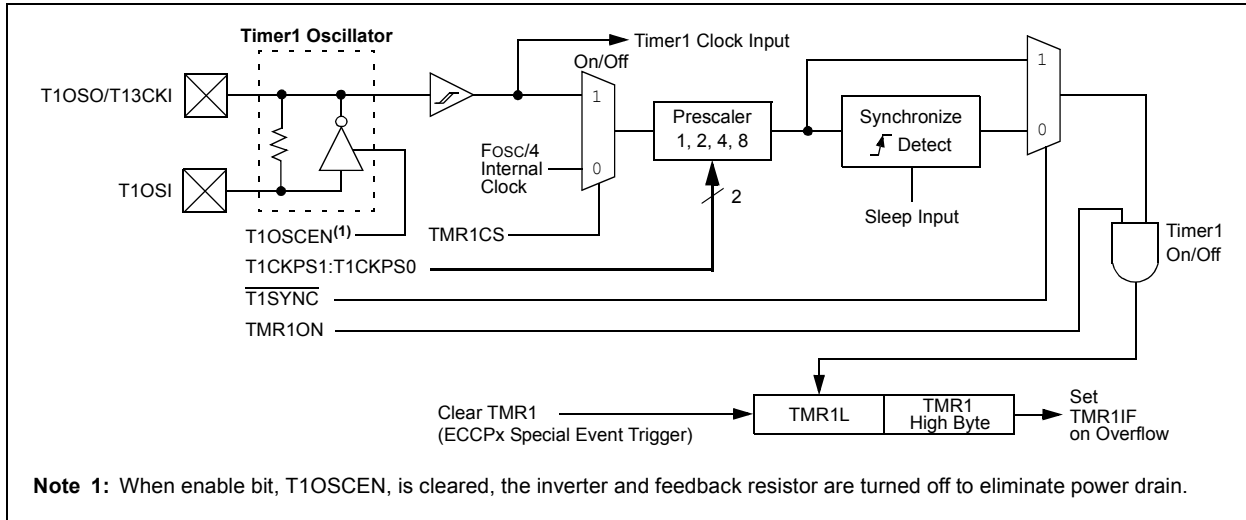 Timer1 Oscillator
T1OSO/T13CKI
T1OSI
Timer1 Clock Input
On/Off
1
0
FOSC/4
Internal
Clock
Prescaler
1, 2, 4, 8
2
Synchronize
Detect
Sleep Input
1
0
Timer1
On/Off
T1OSCEN(1)
TMR1CS
T1CKPS1:T1CKPS0
T1SYNC
TMR1ON
Clear TMR1
(ECCPx Special Event Trigger)
TMR1L
TMR1
High Byte
Set
TMR1IF
on Overflow
Note 1: When enable bit, T1OSCEN, is cleared, the inverter and feedback resistor are turned off to eliminate power drain.